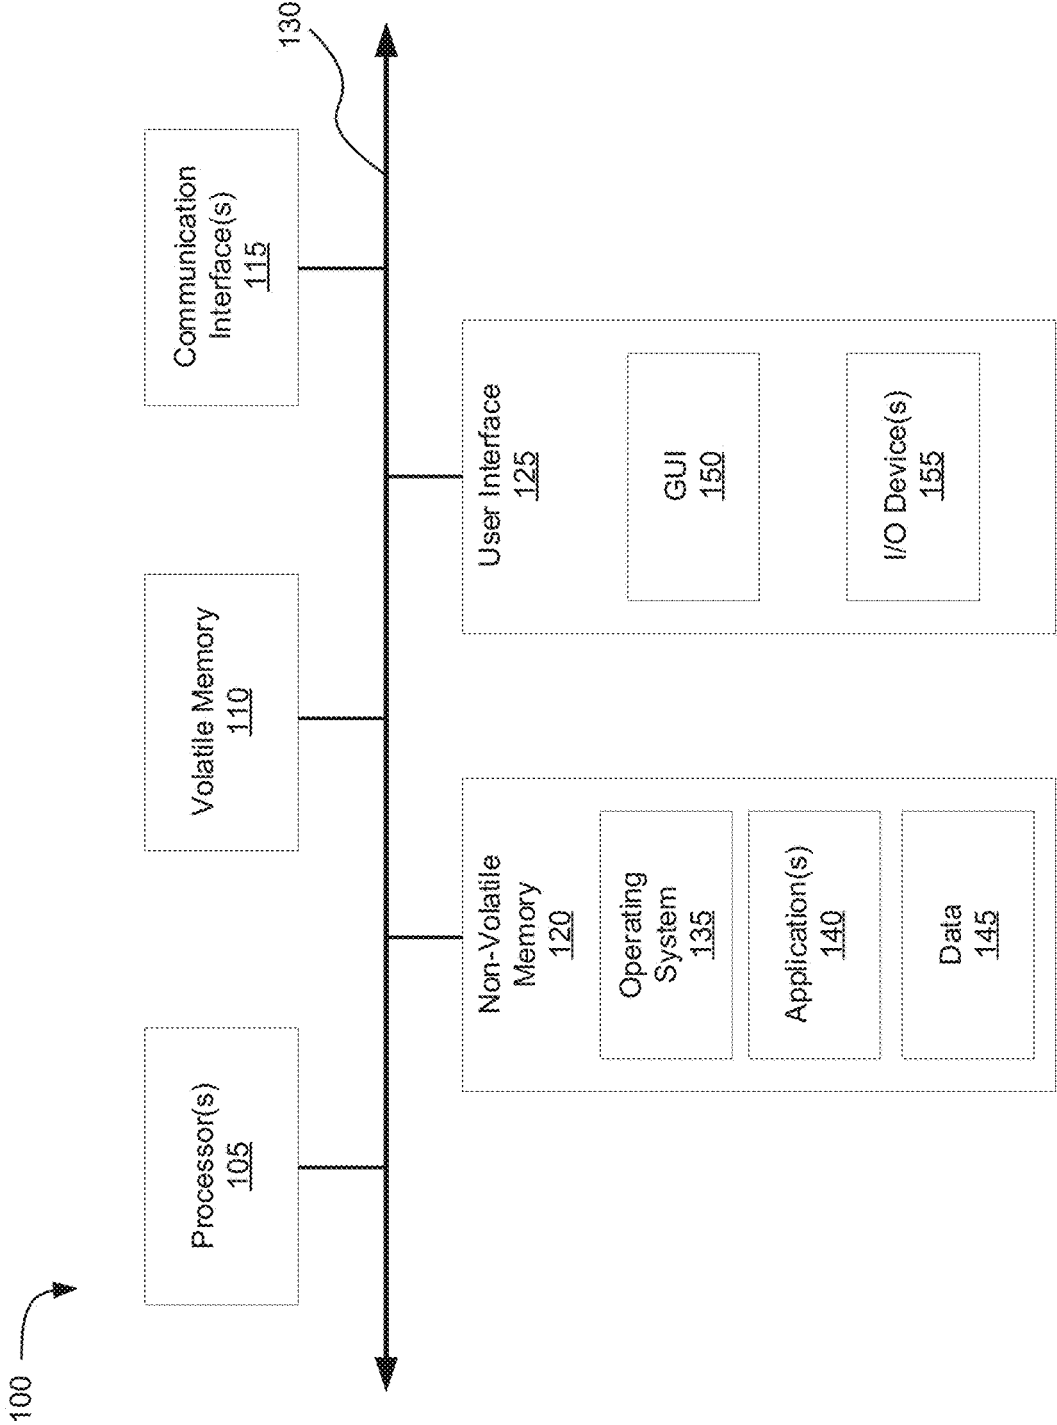 100
Processor(s)
105
Volatile Memory
110
Communication
Interface(s)
115
130
Non-Volatile
Memory
120
Operating
System
135
Application(s)
140
Data
145
User Interface
125
GUI
150
I/O Device(s)
155